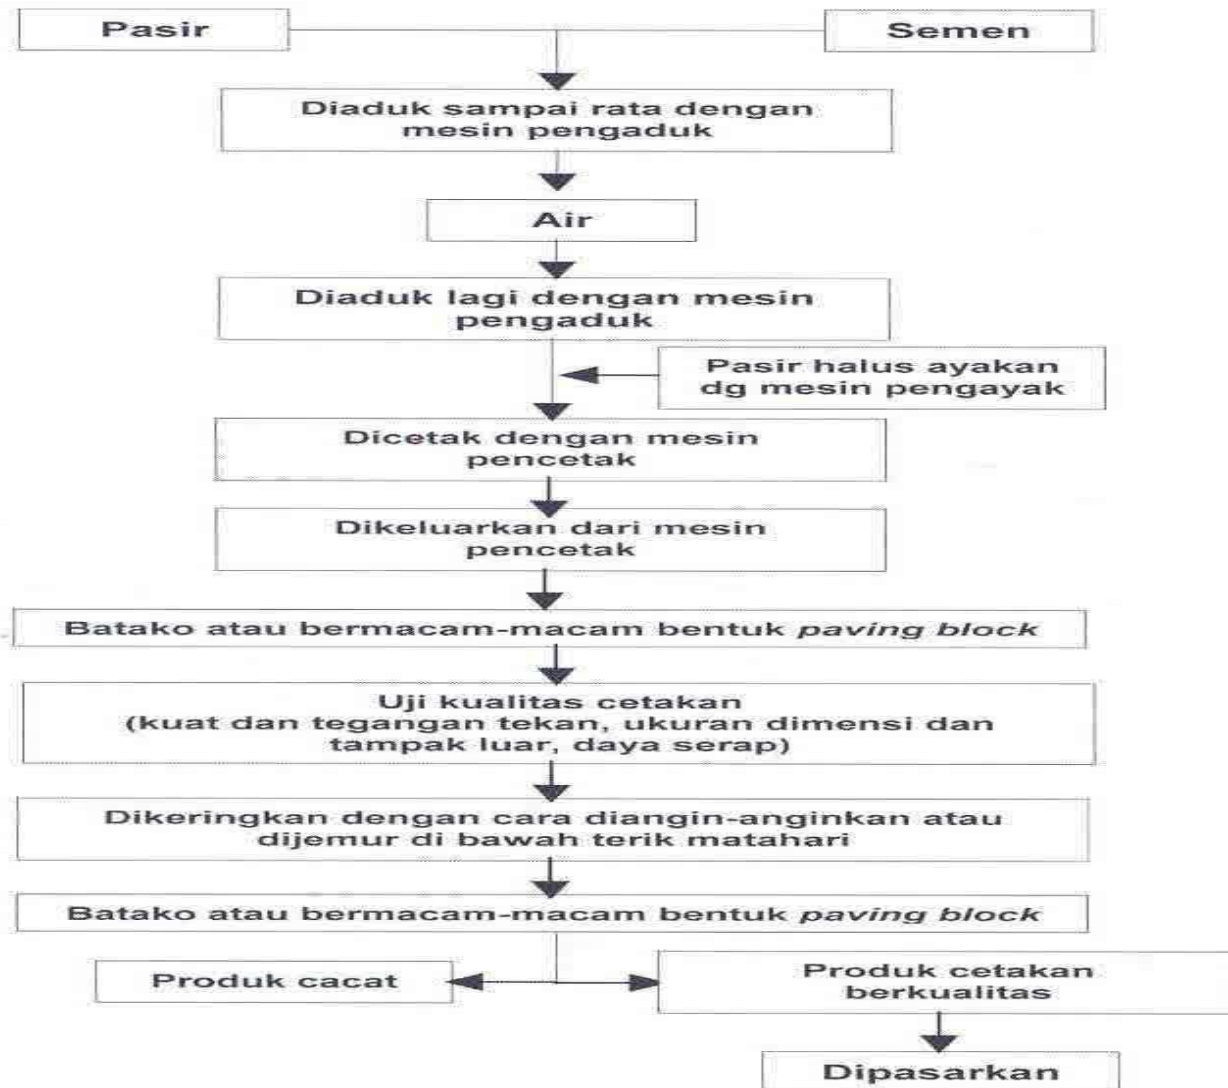 Pasir
Semen
Diaduk sampai rata dengan
mesin pengaduk
Air
Diaduk lagi dengan mesin
pengaduk
Pasir halus ayakan
dg mesin pengayak
Dicetak dengan mesin
pencetak
Dikeluarkan dari mesin
pencetak
Batako atau bermacam-macam bentuk paving block
Uji kualitas cetakan
(kuat dan tegangan tekan, ukuran dimensi dan
tampak luar, daya serap)
Dikeringkan dengan cara diangin-anginkan atau
dijemur di bawah terik matahari
Batako atau bermacam-macam bentuk paving block
Produk cacat
Produk cetakan
berkualitas
Dipasarkan